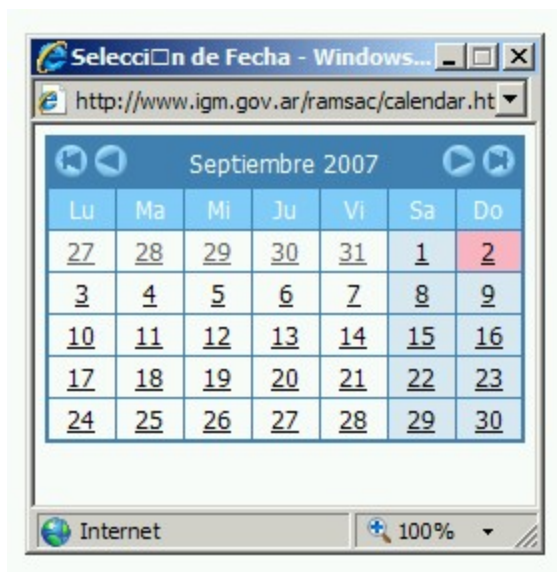 Selecci□n de Fecha - Windows...
http://www.igm.gov.ar/ramsac/calendar.ht
Septiembre 2007
Lu Ma Mi Ju Vi Sa Do
27 28 29 30 31 1 2
3 4 5 6 7 8 9
10 11 12 13 14 15 16
17 18 19 20 21 22 23
24 25 26 27 28 29 30
Internet 100%